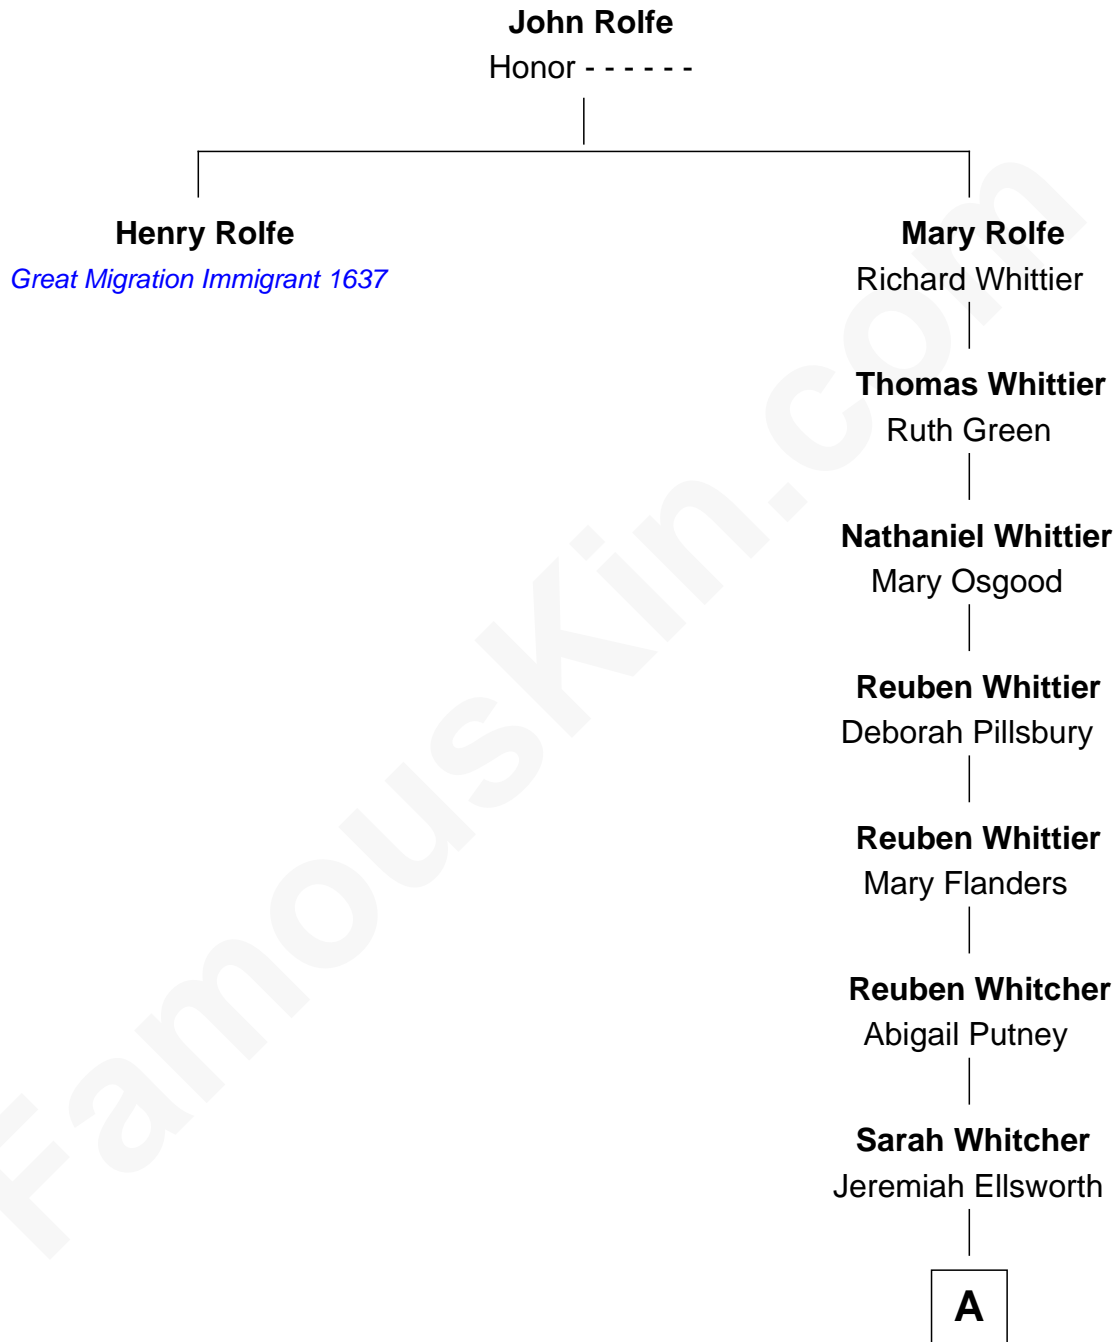 John Rolfe
Honor - - - - - -
Henry Rolfe
Great Migration Immigrant 1637
Mary Rolfe
Richard Whittier
Thomas Whittier
Ruth Green
Nathaniel Whittier
Mary Osgood
Reuben Whittier
Deborah Pillsbury
Reuben Whittier
Mary Flanders
Reuben Whitcher
Abigail Putney
Sarah Whitcher
Jeremiah Ellsworth
A
FamousKin.com